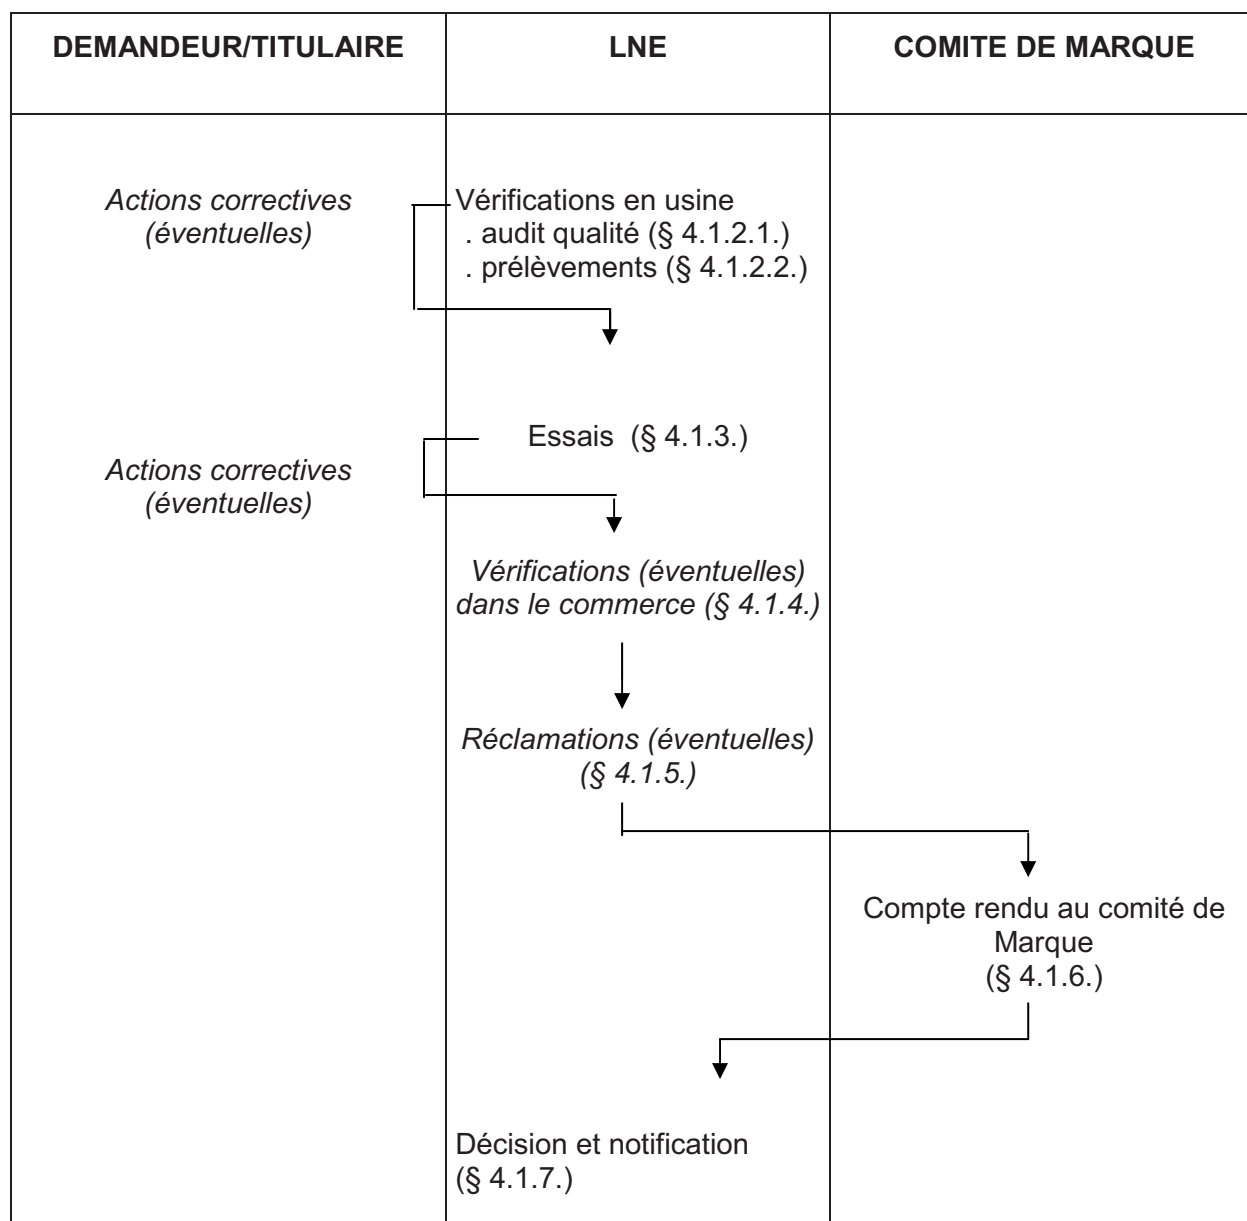 DEMANDEUR/TITULAIRE
LNE
COMITE DE MARQUE
Actions correctives
(éventuelles)
Vérifications en usine
. audit qualité (§ 4.1.2.1.)
. prélèvements (§ 4.1.2.2.)
Essais (§ 4.1.3.)
Actions correctives
(éventuelles)
Vérifications (éventuelles)
dans le commerce (§ 4.1.4.)
Réclamations (éventuelles)
(§ 4.1.5.)
Compte rendu au comité de
Marque
(§ 4.1.6.)
Décision et notification
(§ 4.1.7.)